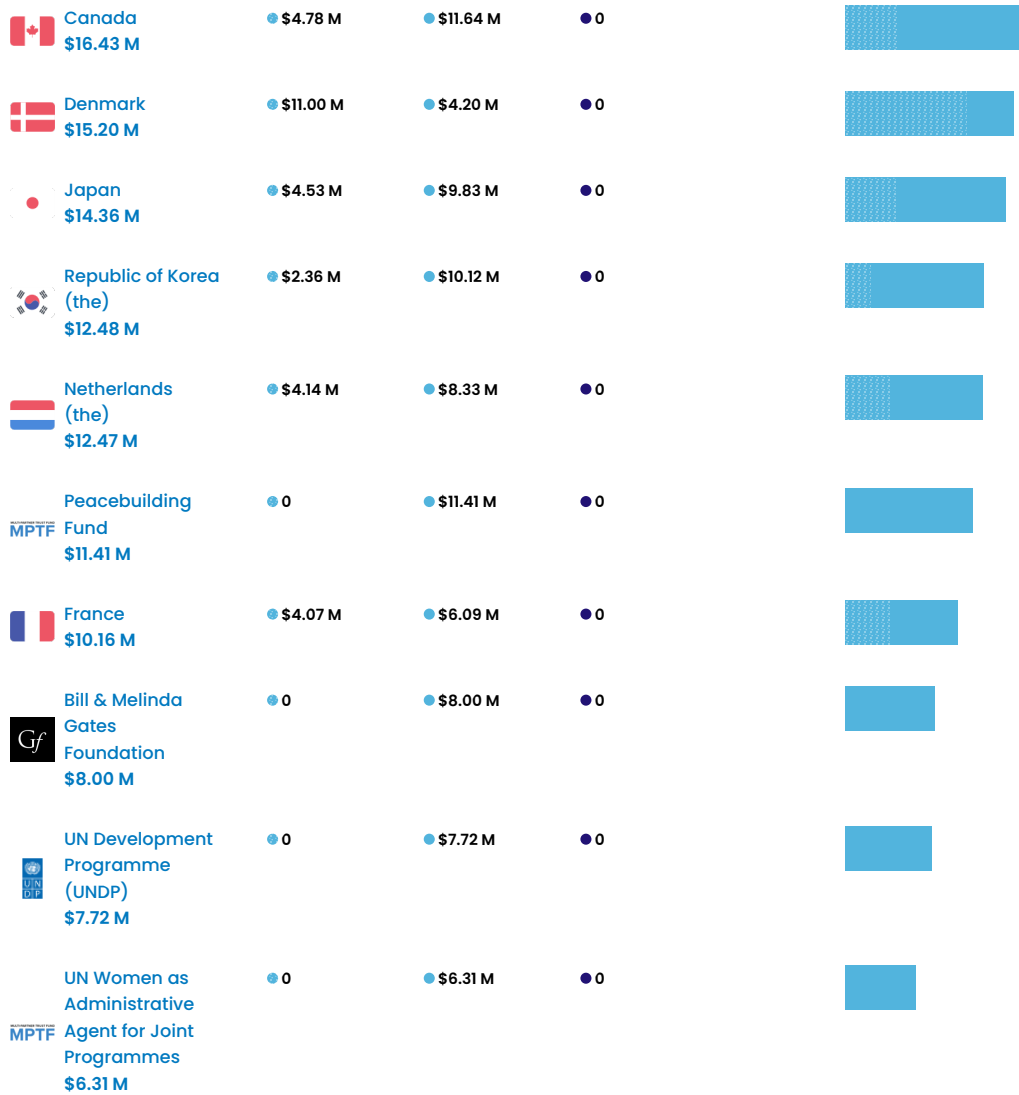 Canada
$16.43 M
$4.78 M
$11.64 M
0
Denmark
$15.20 M
$11.00 M
$4.20 M
0
Japan
$14.36 M
$4.53 M
$9.83 M
0
Republic of Korea
(the)
$12.48 M
$2.36 M
$10.12 M
0
Netherlands
(the)
$12.47 M
$4.14 M
$8.33 M
0
MPTF
Peacebuilding
Fund
$11.41 M
0
$11.41 M
0
France
$10.16 M
$4.07 M
$6.09 M
0
Gf
Bill & Melinda
Gates
Foundation
$8.00 M
0
$8.00 M
0
UN
DP
UN Development
Programme
(UNDP)
$7.72 M
0
$7.72 M
0
MPTF
UN Women as
Administrative
Agent for Joint
Programmes
$6.31 M
0
$6.31 M
0